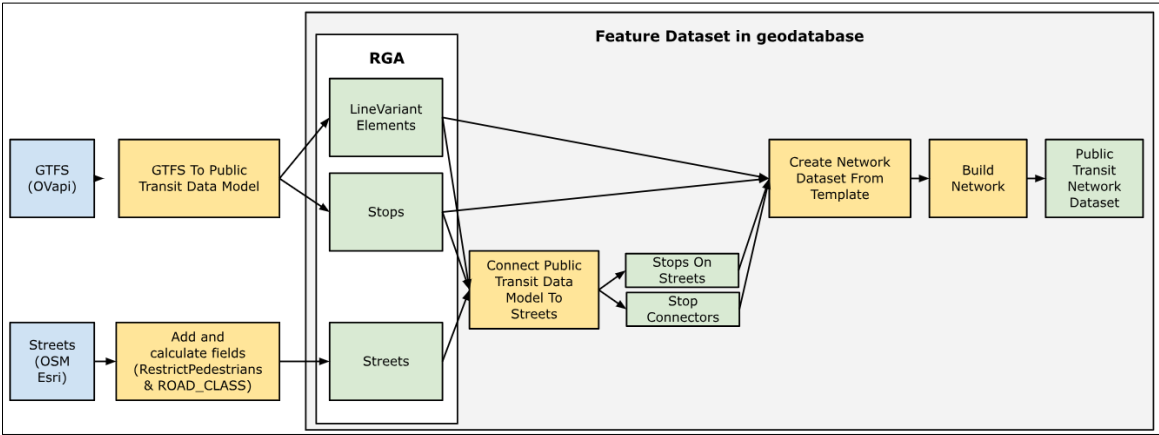 Feature Dataset in geodatabase
RGA
LineVariant
Elements
GTFS
(OVapi)
GTFS To Public
Transit Data Model
Stops
Create Network
Dataset From
Template
Build
Network
Public
Transit
Network
Dataset
Connect Public
Transit Data
Model To
Streets
Stops On
Streets
Stop
Connectors
Streets
(OSM
Esri)
Add and
calculate fields
(RestrictPedestrians
& ROAD_CLASS)
Streets